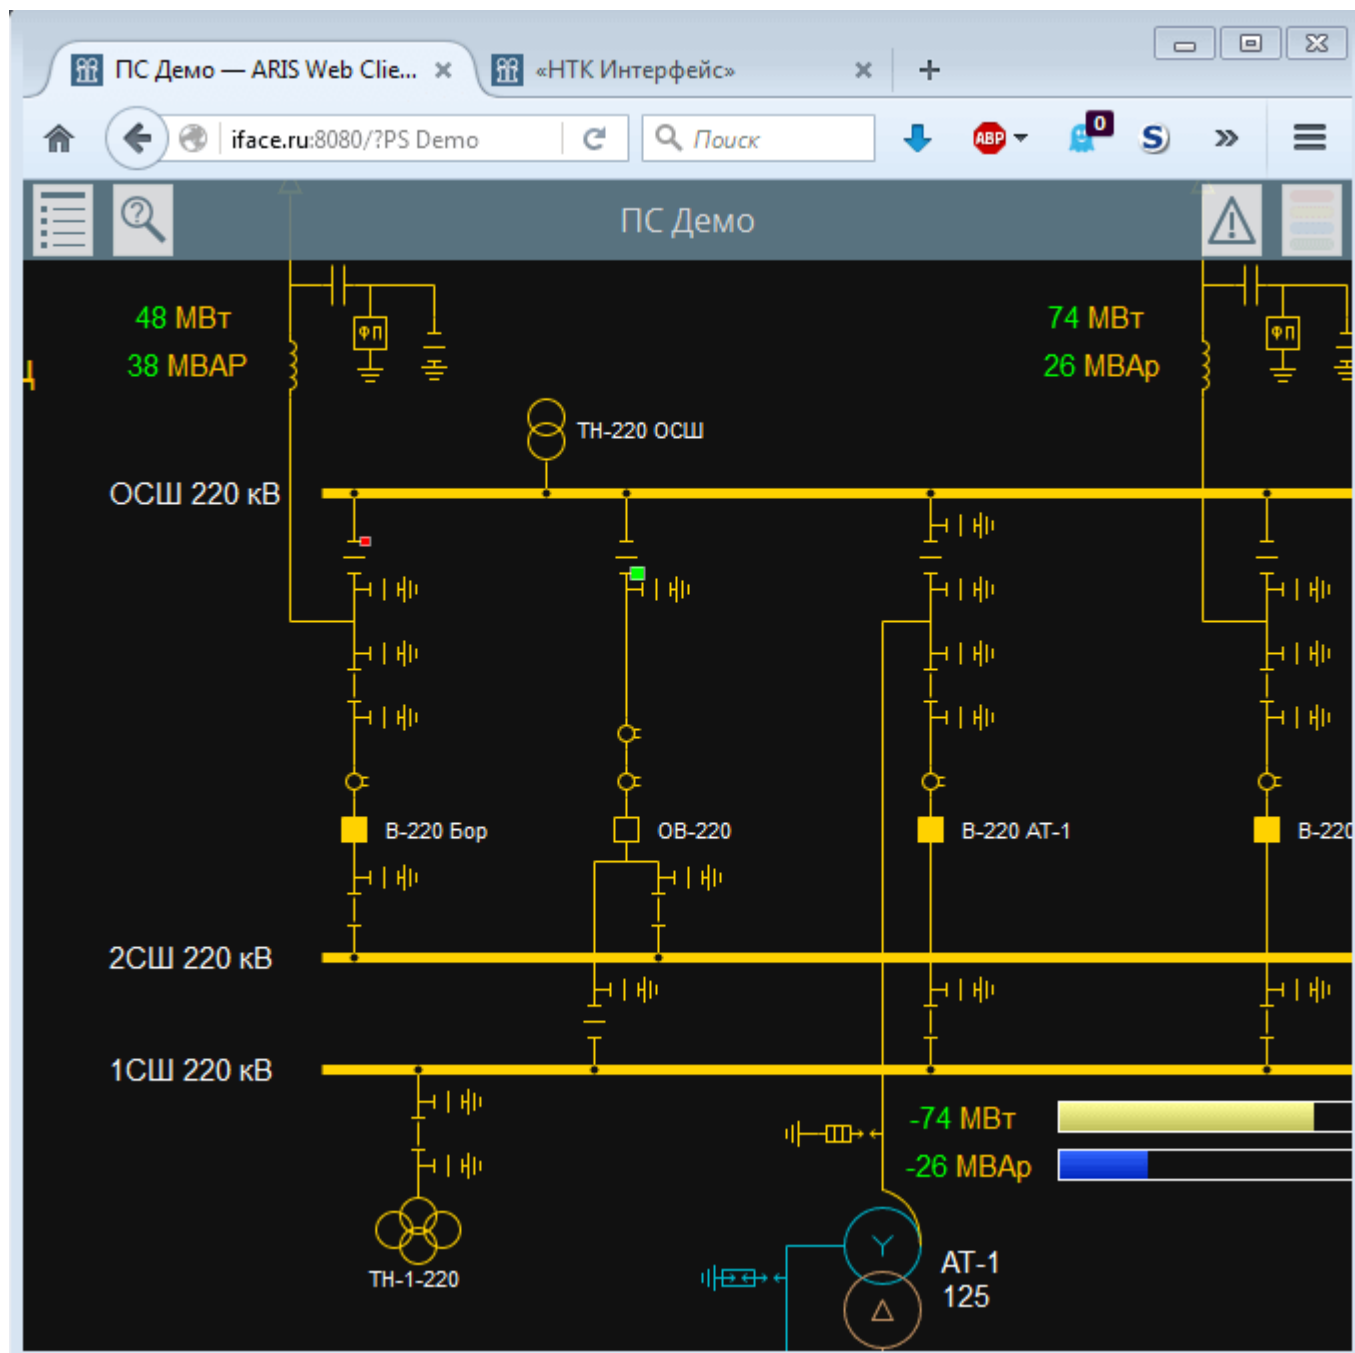 ПС Демо — ARIS Web Clie...
«НТК Интерфейс»
iface.ru:8080/?PS Demo
Поиск
ABP
0
S
ПС Демо
48 МВт
38 МВАР
ФП
74 МВт
26 МВАр
ФП
Ц
ТН-220 ОСШ
ОСШ 220 кВ
В-220 Бор
ОВ-220
В-220 АТ-1
В-220
2СШ 220 кВ
1СШ 220 кВ
-74 МВт
-26 МВАр
ТН-1-220
АТ-1
125